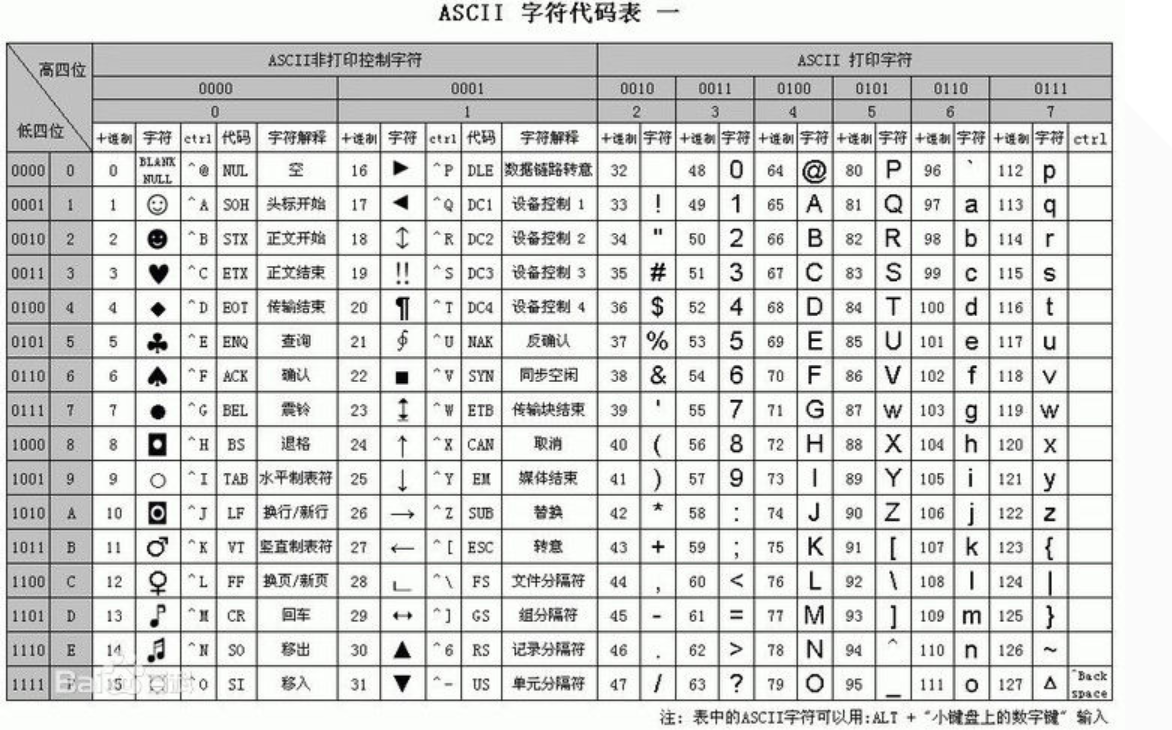 ASCII 字符代码表 一
高四位 ASCII非打印控制字符 ASCII 打印字符
0000 0001 0010 0011 0100 0101 0110 0111
0 1 2 3 4 5 6 7
低四位 十进制 字符 ctrl 代码 字符解释 十进制 字符 ctrl 代码 字符解释 十进制 字符 十进制 字符 十进制 字符 十进制 字符 十进制 字符 十进制 字符 ctrl
0000 0 0 BLANK NULL ^@ NUL 空 16 ► ^P DLE 数据链路转意 32 48 0 64 @ 80 P 96 ` 112 p
0001 1 1 ☺ ^A SOH 头标开始 17 ◄ ^Q DC1 设备控制 1 33 ! 49 1 65 A 81 Q 97 a 113 q
0010 2 2 ☻ ^B STX 正文开始 18 ↕ ^R DC2 设备控制 2 34 " 50 2 66 B 82 R 98 b 114 r
0011 3 3 ♥ ^C ETX 正文结束 19 ‼ ^S DC3 设备控制 3 35 # 51 3 67 C 83 S 99 c 115 s
0100 4 4 ♦ ^D EOT 传输结束 20 ¶ ^T DC4 设备控制 4 36 $ 52 4 68 D 84 T 100 d 116 t
0101 5 5 ♣ ^E ENQ 查询 21 ∮ ^U NAK 反确认 37 % 53 5 69 E 85 U 101 e 117 u
0110 6 6 ♠ ^F ACK 确认 22 ■ ^V SYN 同步空闲 38 & 54 6 70 F 86 V 102 f 118 v
0111 7 7 ● ^G BEL 震铃 23 ↨ ^W ETB 传输块结束 39 ' 55 7 71 G 87 w 103 g 119 w
1000 8 8 ◘ ^H BS 退格 24 ↑ ^X CAN 取消 40 ( 56 8 72 H 88 X 104 h 120 x
1001 9 9 ○ ^I TAB 水平制表符 25 ↓ ^Y EM 媒体结束 41 ) 57 9 73 I 89 Y 105 i 121 y
1010 A 10 ◙ ^J LF 换行/新行 26 → ^Z SUB 替换 42 * 58 : 74 J 90 Z 106 j 122 z
1011 B 11 ♂ ^K VT 竖直制表符 27 ← ^[ ESC 转意 43 + 59 ; 75 K 91 [ 107 k 123 {
1100 C 12 ♀ ^L FF 换页/新页 28 ∟ ^\ FS 文件分隔符 44 , 60 < 76 L 92 \ 108 l 124 |
1101 D 13 ♪ ^M CR 回车 29 ↔ ^] GS 组分隔符 45 - 61 = 77 M 93 ] 109 m 125 }
1110 E 14 ♫ ^N SO 移出 30 ▲ ^6 RS 记录分隔符 46 . 62 > 78 N 94 ^ 110 n 126 ~
1111 15 ^O SI 移入 31 ▼ ^- US 单元分隔符 47 / 63 ? 79 O 95 _ 111 o 127 Δ ^Back space
Bai 百科
注: 表中的ASCII字符可以用:ALT + "小键盘上的数字键" 输入